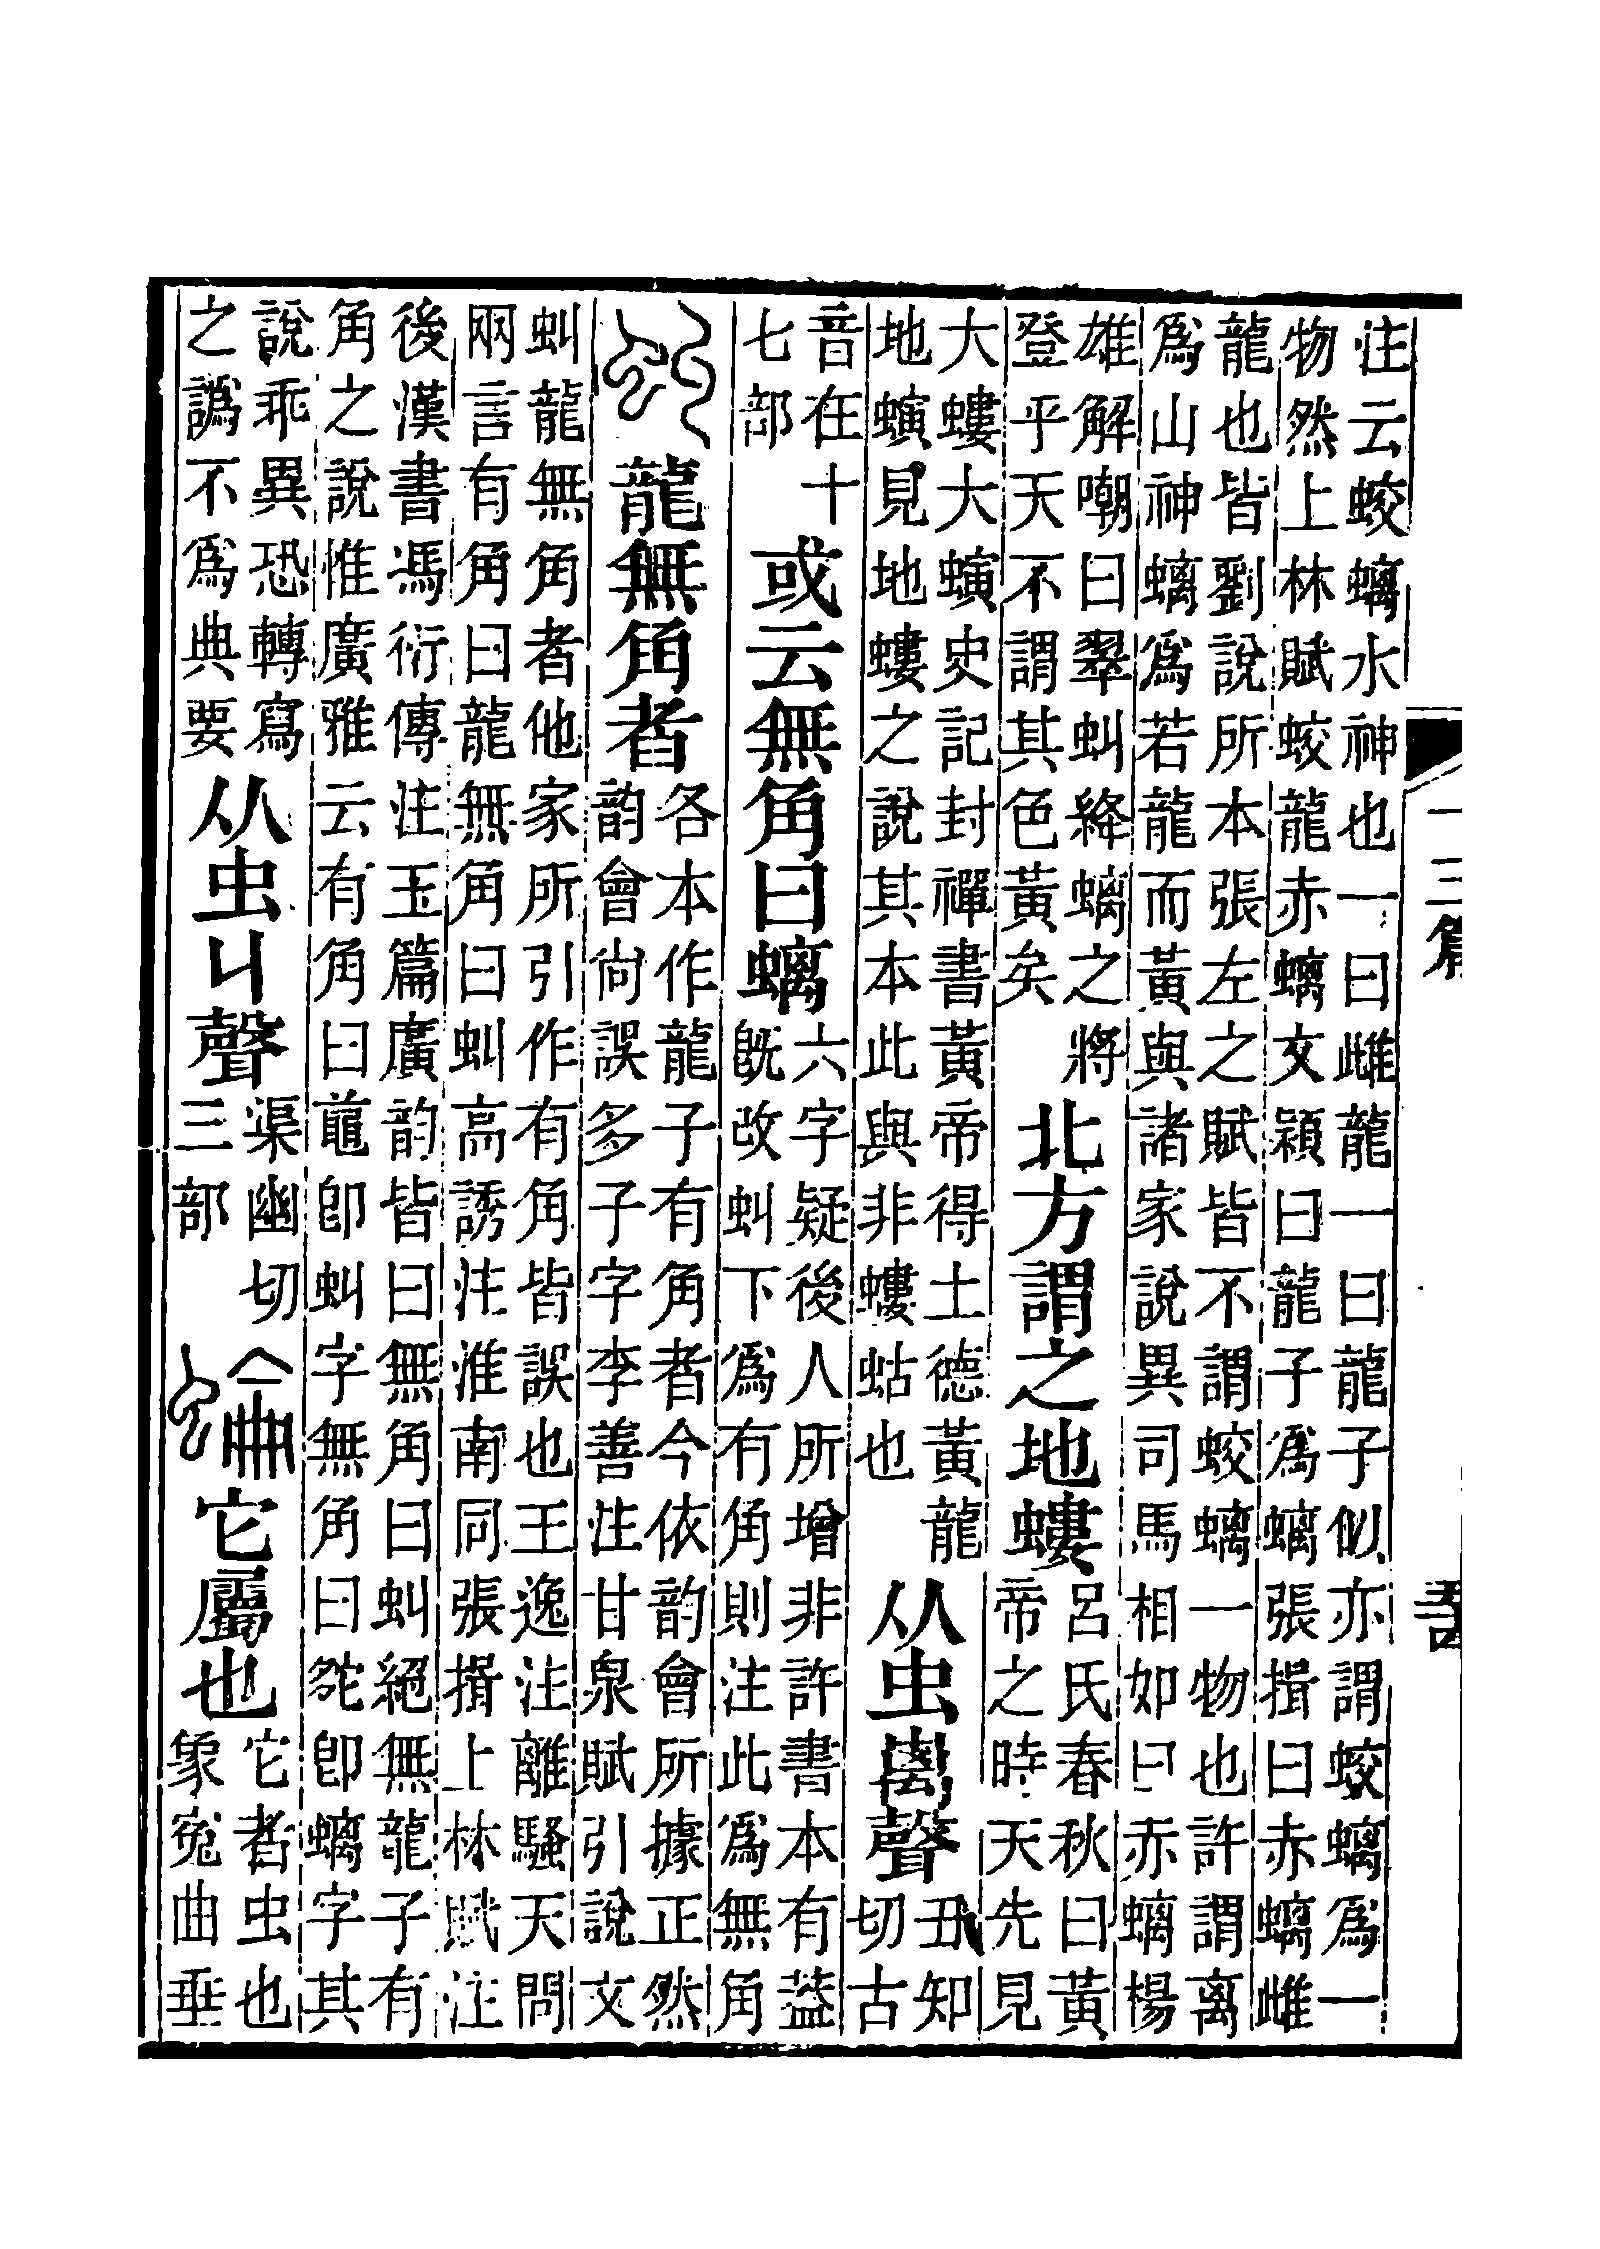 注云蛟螭水神也一曰雌龍一曰龍子似亦謂蛟螭爲一
物然上林賦蛟龍赤螭文穎曰龍子爲螭張揖曰赤螭雌
龍也皆劉說所本張左之賦皆不謂蛟螭一物也許謂离
爲山神螭爲若龍而黃與諸家說異司馬相如曰赤螭楊
雄解嘲曰翠虯絳螭之將
登乎天不謂其色黃矣
北方謂之地螻
呂氏春秋曰黃
帝之時天先見
大螻大螾史記封禪書黃帝得土德黃龍
地螾見地地螻之說其本此與非螻蛄也
从虫离聲
丑知
切古
音在十
七部
或云無角曰螭
六字疑後人所增非許書本有葢
旣改虯下爲有角則注此爲無角
虯
龍無角者
各本作龍子有角者今依韵會所據正然
韵會尙誤多子字李善注甘泉賦引說文
虯龍無角者他家所引作有角皆誤也王逸注離騷天問
兩言有角曰龍無角曰虯高誘注淮南同張揖上林賦注
後漢書馮衍傳注玉篇廣韵皆曰無角曰虯絕無龍子有
角之說惟廣雅云有角曰𪚦卽虯字無角曰䖤卽螭字其
說乖異恐轉寫
之譌不爲典要
从虫丩聲
渠幽切
三部
蜦
它屬也
它者虫也
象冤曲垂